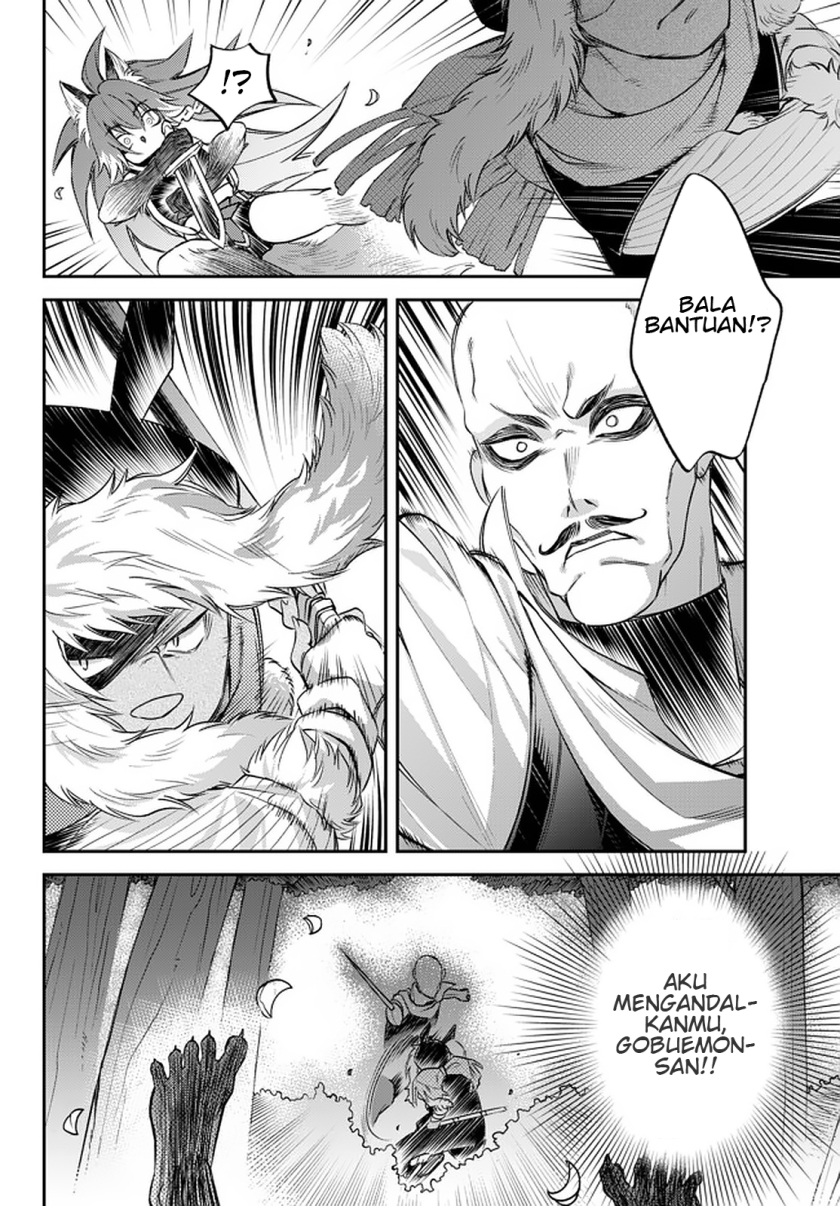 !?
BALA
BANTUAN!?
AKU
MENGANDAL-
KANMU,
GOBUEMON-
SAN!!